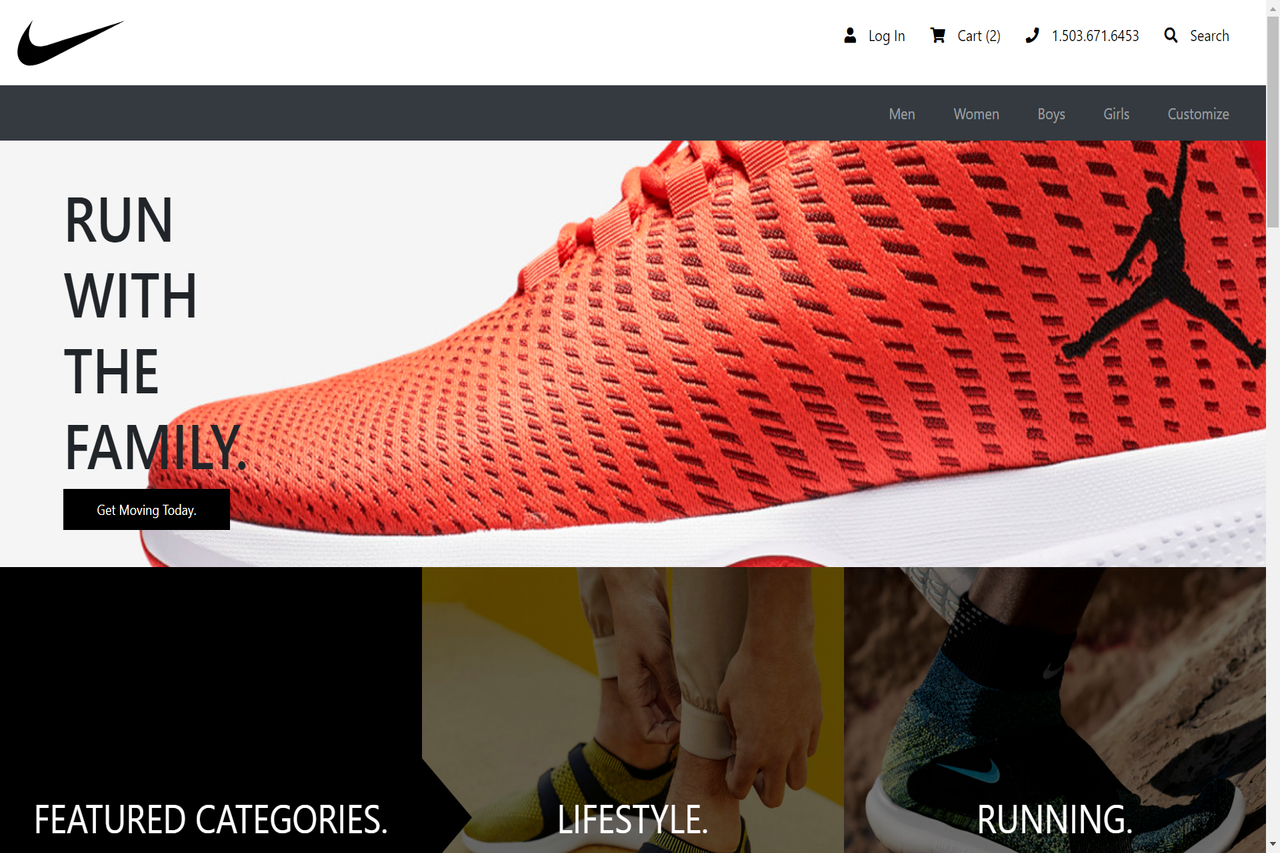 Log In
Cart (2)
1.503.671.6453
Search
Men
Women
Boys
Girls
Customize
RUN
WITH
THE
FAMILY.
Get Moving Today.
FEATURED CATEGORIES.
LIFESTYLE.
RUNNING.